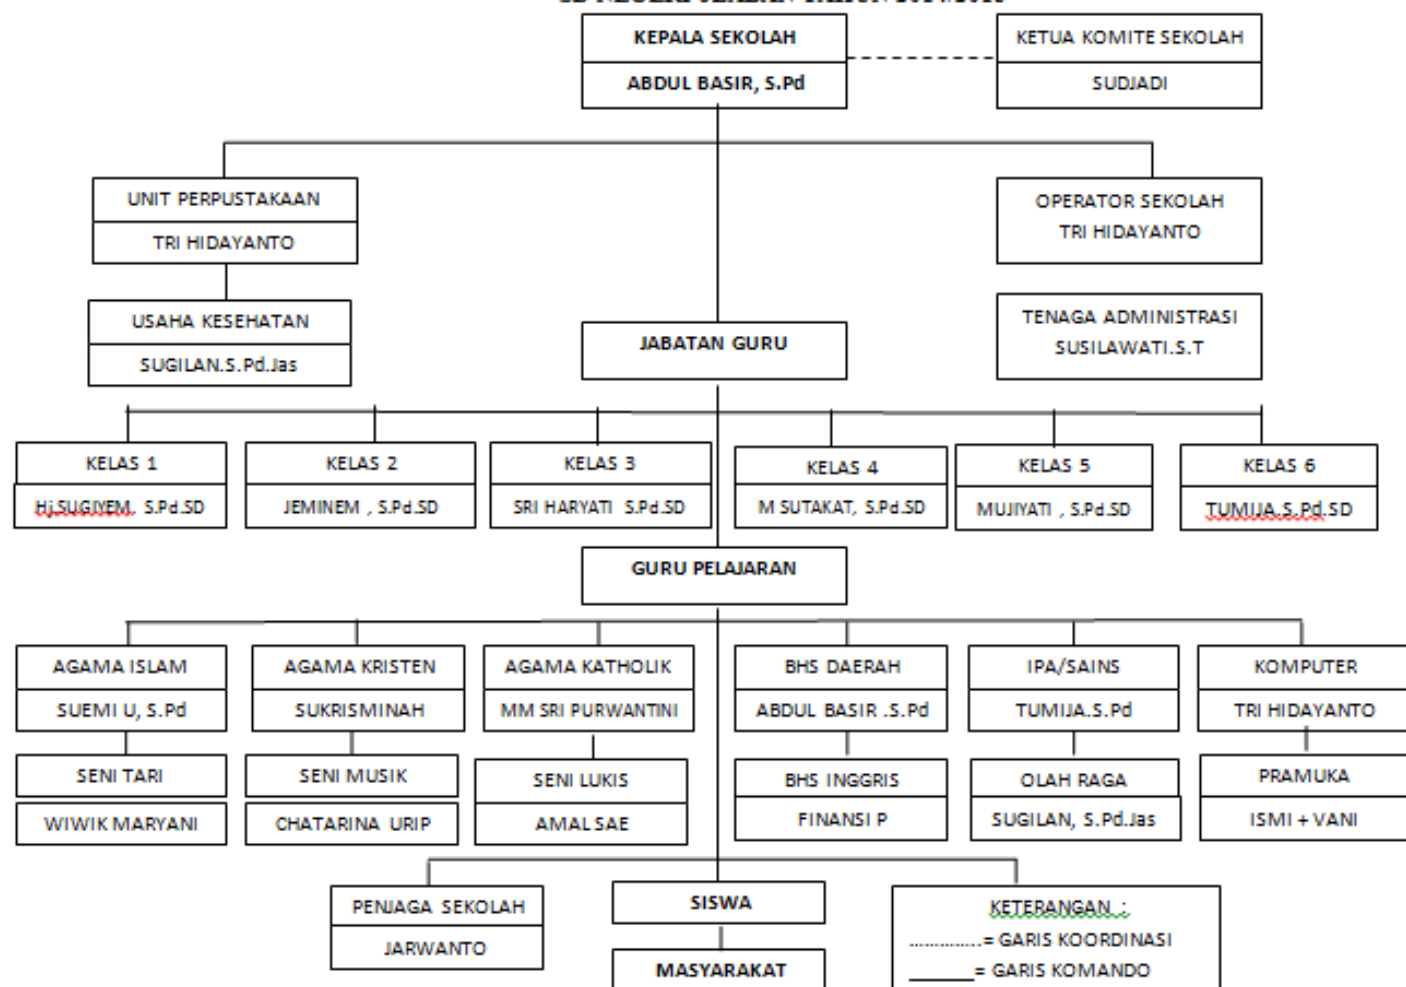 KEPALA SEKOLAH
ABDUL BASIR, S.Pd
KETUA KOMITE SEKOLAH
SUDJADI
UNIT PERPUSTAKAAN
TRI HIDAYANTO
OPERATOR SEKOLAH
TRI HIDAYANTO
USAHA KESEHATAN
SUGILAN.S.Pd.Jas
JABATAN GURU
TENAGA ADMINISTRASI
SUSILAWATI.S.T
KELAS 1
Hj.SUGIYEM. S.Pd.SD
KELAS 2
JEMINEM , S.Pd.SD
KELAS 3
SRI HARYATI S.Pd.SD
KELAS 4
M SUTAKAT, S.Pd.SD
KELAS 5
MUJIYATI , S.Pd.SD
KELAS 6
TUMIJA.S.Pd.SD
GURU PELAJARAN
AGAMA ISLAM
SUEMI U, S.Pd
AGAMA KRISTEN
SUKRISMINAH
AGAMA KATHOLIK
MM SRI PURWANTINI
BHS DAERAH
ABDUL BASIR .S.Pd
IPA/SAINS
TUMIJA.S.Pd
KOMPUTER
TRI HIDAYANTO
SENI TARI
WIWIK MARYANI
SENI MUSIK
CHATARINA URIP
SENI LUKIS
AMAL SAE
BHS INGGRIS
FINANSI P
OLAH RAGA
SUGILAN, S.Pd.Jas
PRAMUKA
ISMI + VANI
PENJAGA SEKOLAH
JARWANTO
SISWA
MASYARAKAT
KETERANGAN :
..............= GARIS KOORDINASI
_______= GARIS KOMANDO